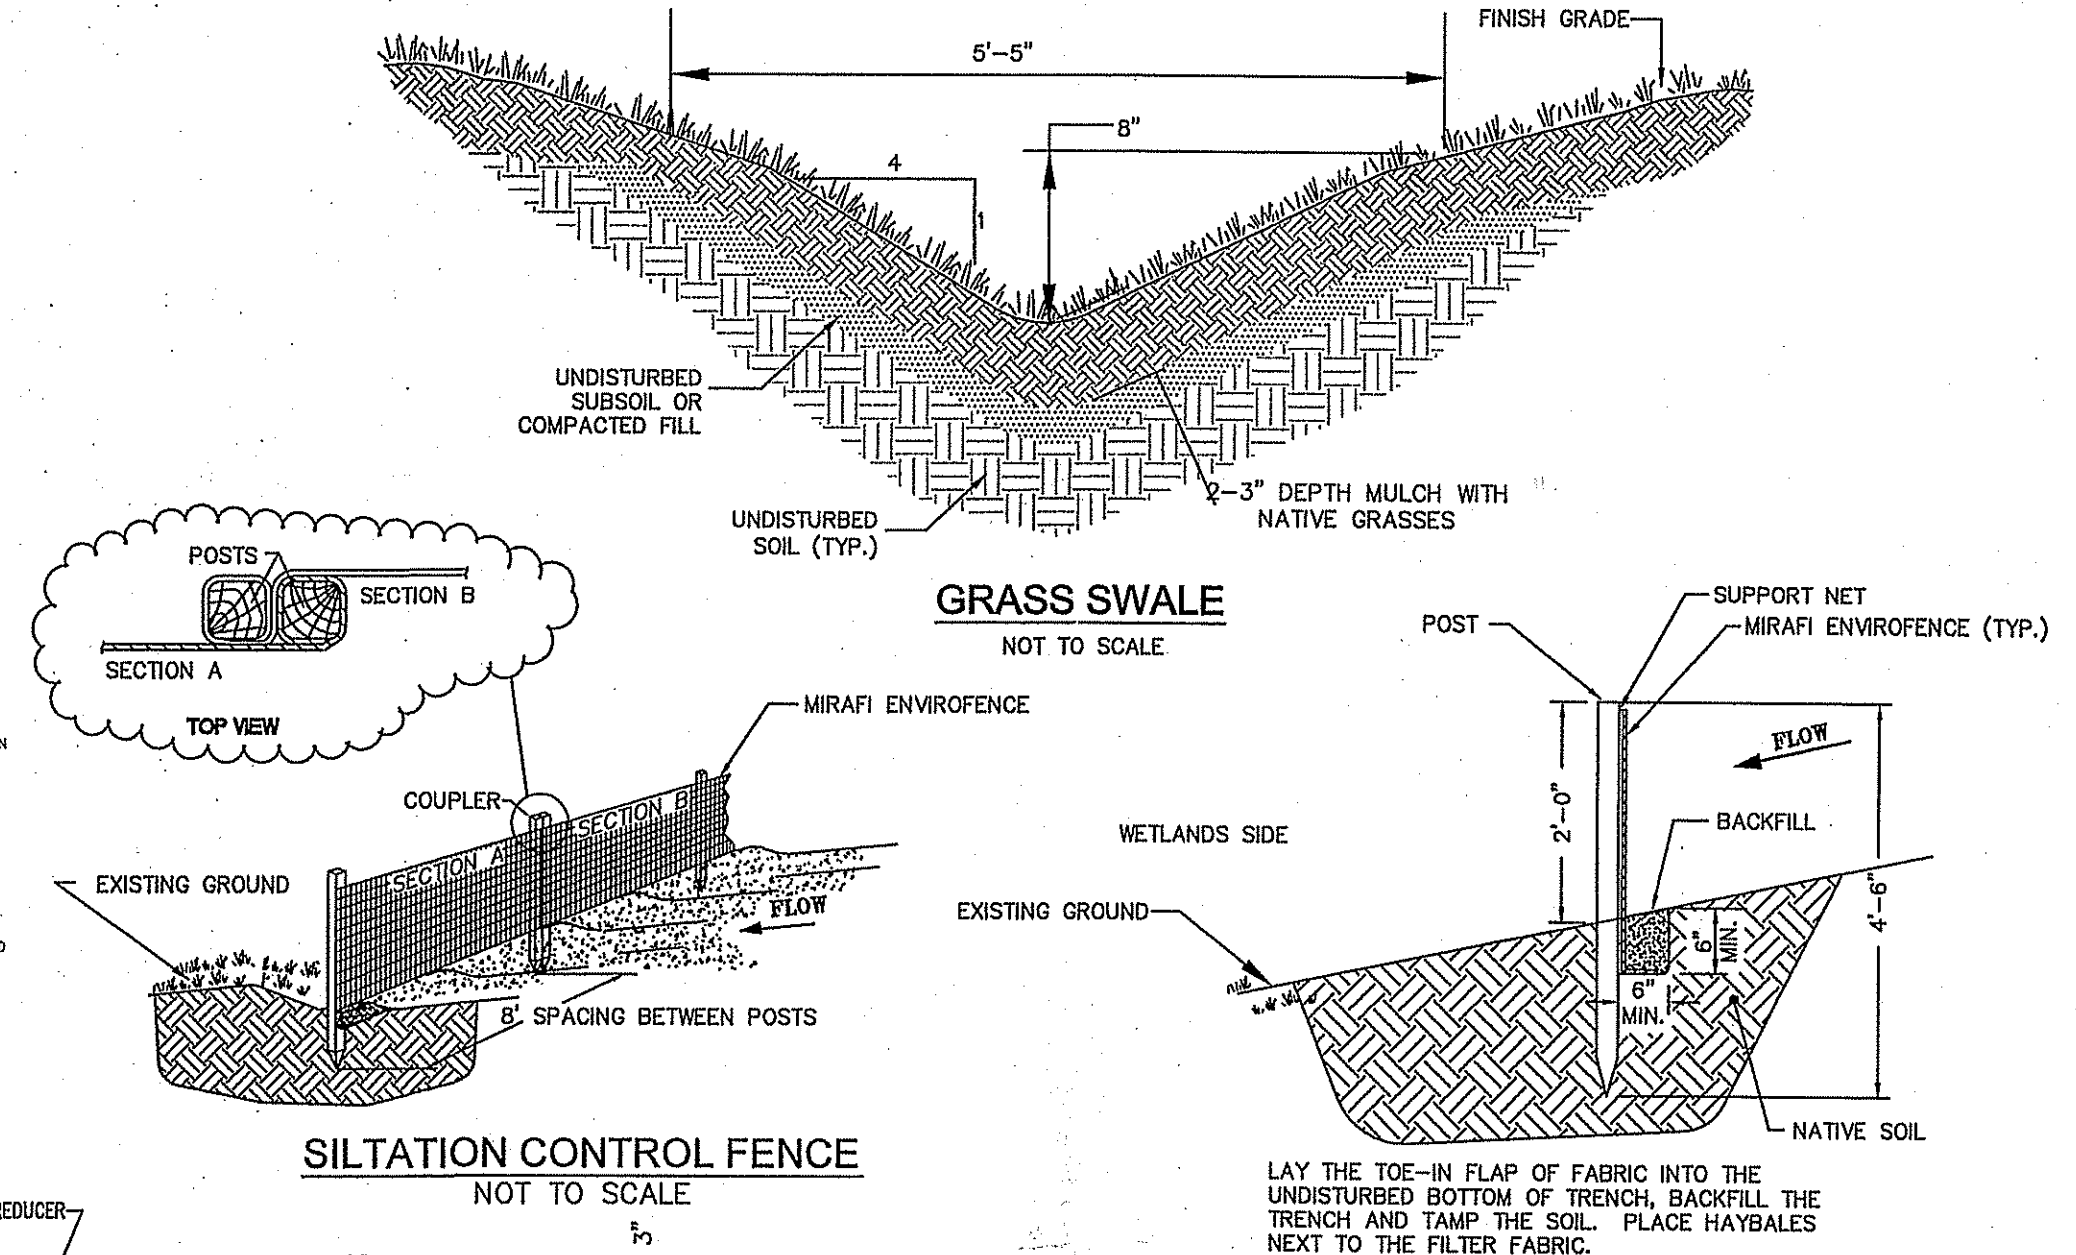 FINISH GRADE
5'-5"
8"
4
1
UNDISTURBED
SUBSOIL OR
COMPACTED FILL
2-3" DEPTH MULCH WITH
NATIVE GRASSES
UNDISTURBED
SOIL (TYP.)
GRASS SWALE
NOT TO SCALE
POSTS
SECTION B
SECTION A
TOP VIEW
MIRAFI ENVIROFENCE
COUPLER
SECTION A
SECTION B
EXISTING GROUND
FLOW
8' SPACING BETWEEN POSTS
SILTATION CONTROL FENCE
NOT TO SCALE
3"
EDUCER
N
SUPPORT NET
POST
MIRAFI ENVIROFENCE (TYP.)
FLOW
2'-0"
BACKFILL
WETLANDS SIDE
4'-6"
EXISTING GROUND
6"
MIN.
6"
MIN.
NATIVE SOIL
LAY THE TOE-IN FLAP OF FABRIC INTO THE
UNDISTURBED BOTTOM OF TRENCH, BACKFILL THE
TRENCH AND TAMP THE SOIL. PLACE HAYBALES
NEXT TO THE FILTER FABRIC.